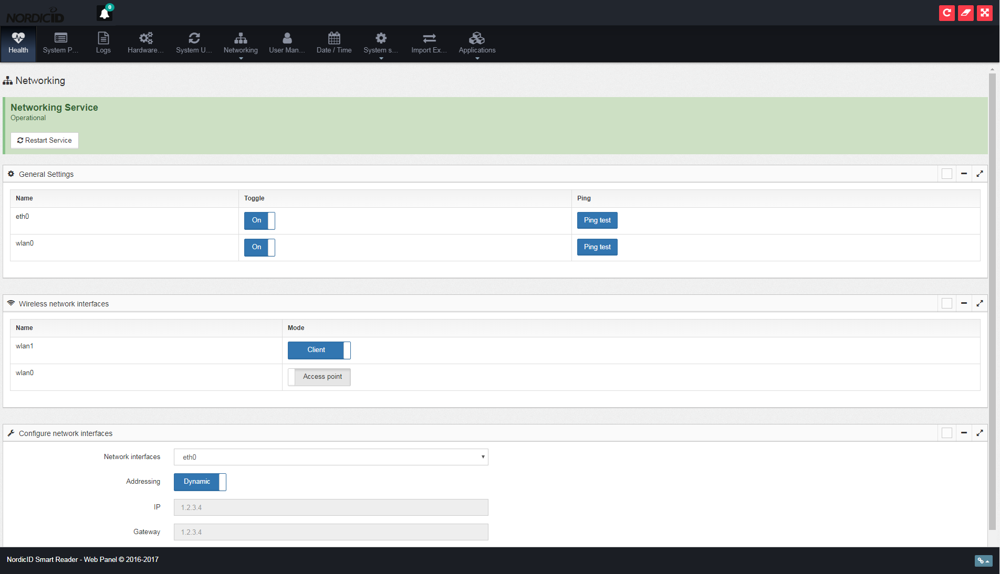 NORDICID
0
Health
System P...
Logs
Hardware...
System U...
Networking
User Man...
Date / Time
System s...
Import Ex...
Applications
Networking
Networking Service
Operational
Restart Service
General Settings
Name Toggle Ping
eth0 On Ping test
wlan0 On Ping test
Wireless network interfaces
Name Mode
wlan1 Client
wlan0 Access point
Configure network interfaces
Network interfaces eth0
Addressing Dynamic
IP 1.2.3.4
Gateway 1.2.3.4
NordicID Smart Reader - Web Panel © 2016-2017